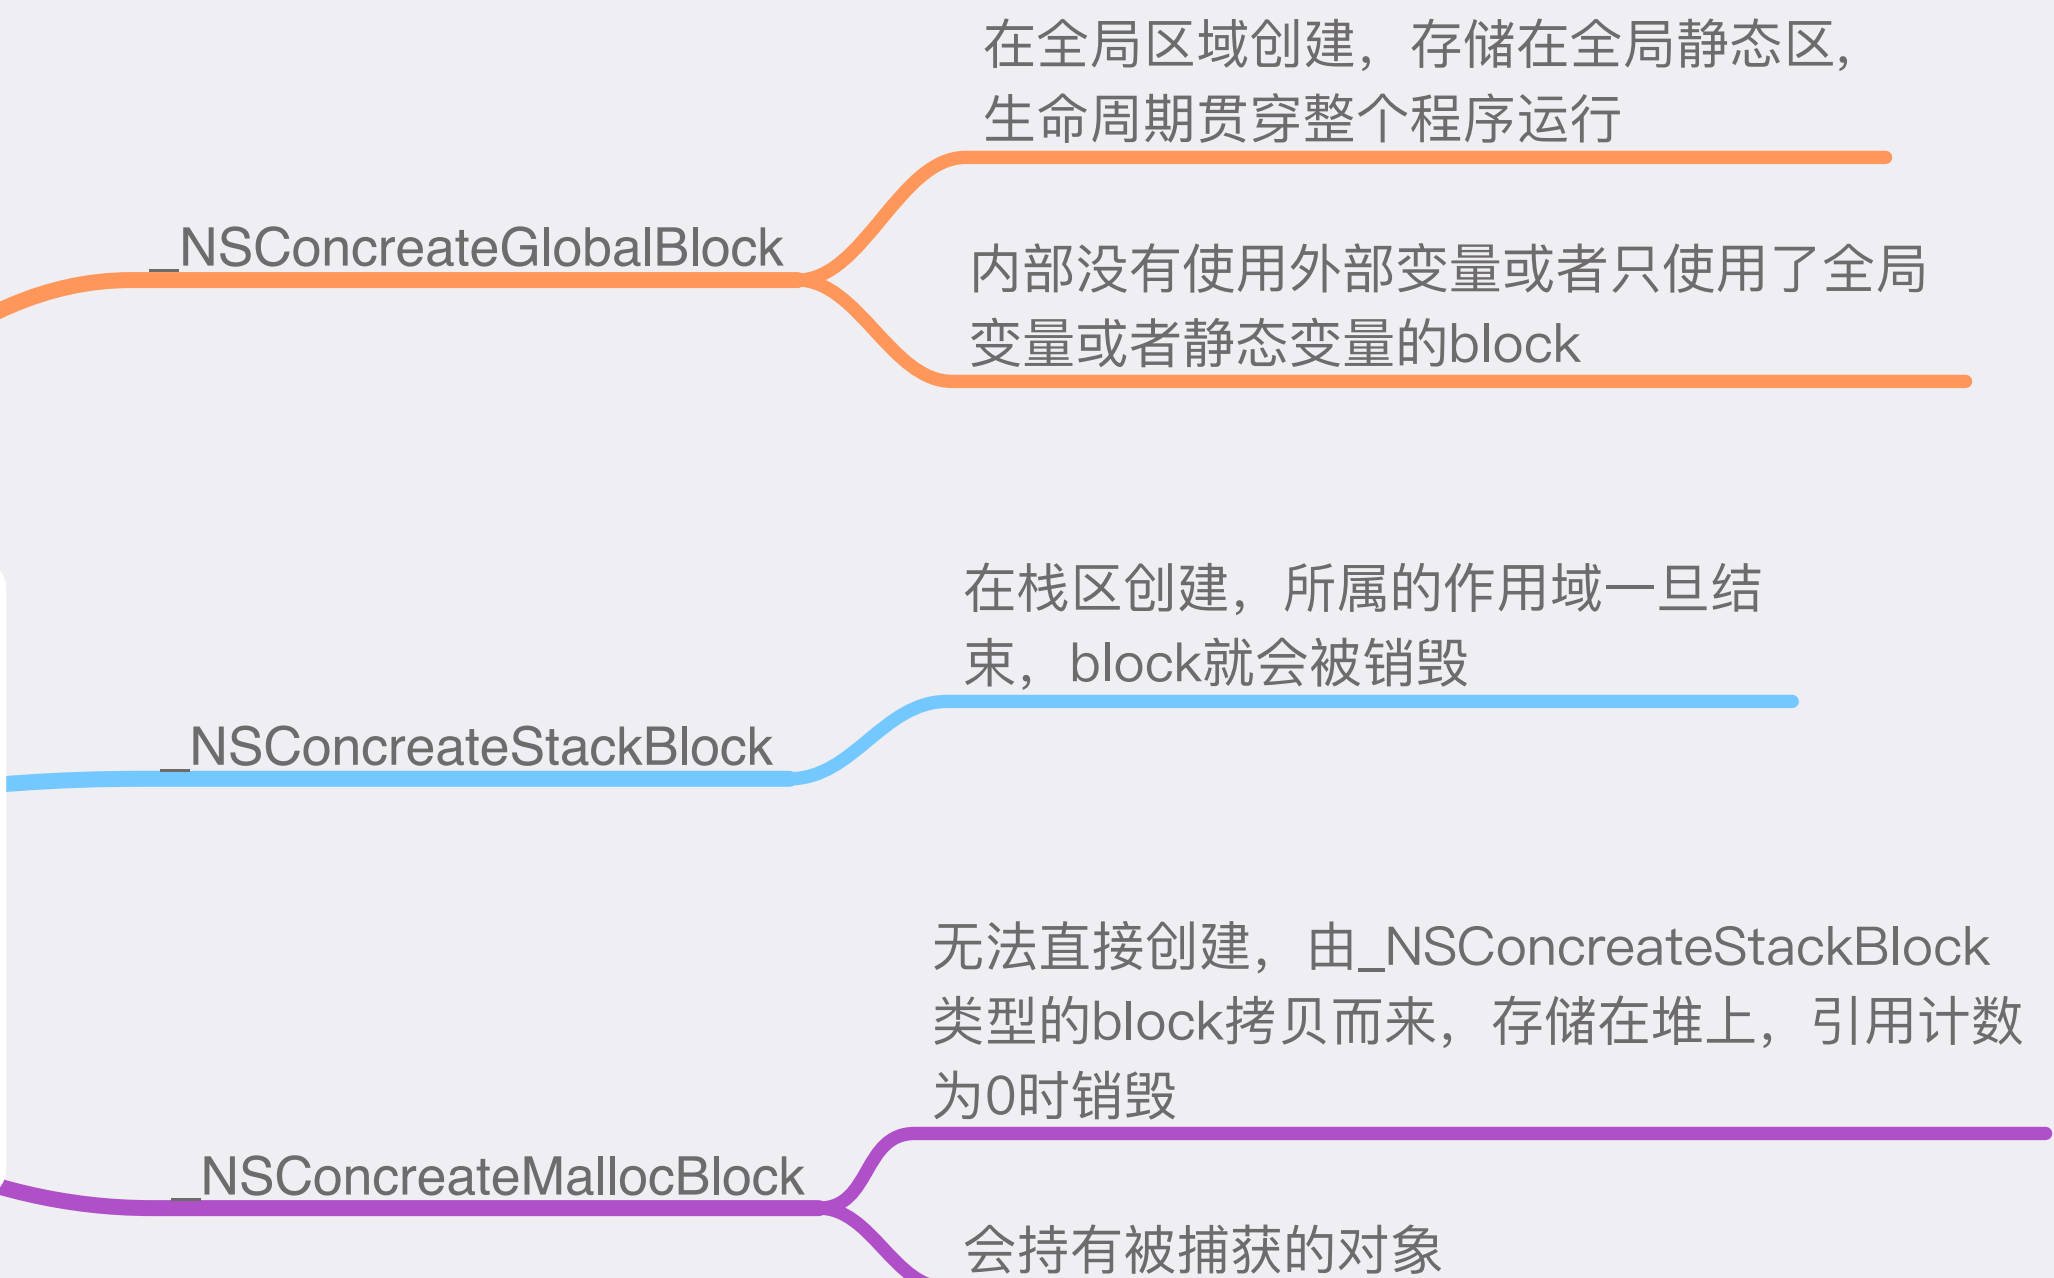 在全局区域创建，存储在全局静态区，
生命周期贯穿整个程序运行
_NSConcreteGlobalBlock
内部没有使用外部变量或者只使用了全局
变量或者静态变量的block
在栈区创建，所属的作用域一旦结
束，block就会被销毁
_NSConcreteStackBlock
无法直接创建，由_NSConcreteStackBlock
类型的block拷贝而来，存储在堆上，引用计数
为0时销毁
_NSConcreteMallocBlock
会持有被捕获的对象